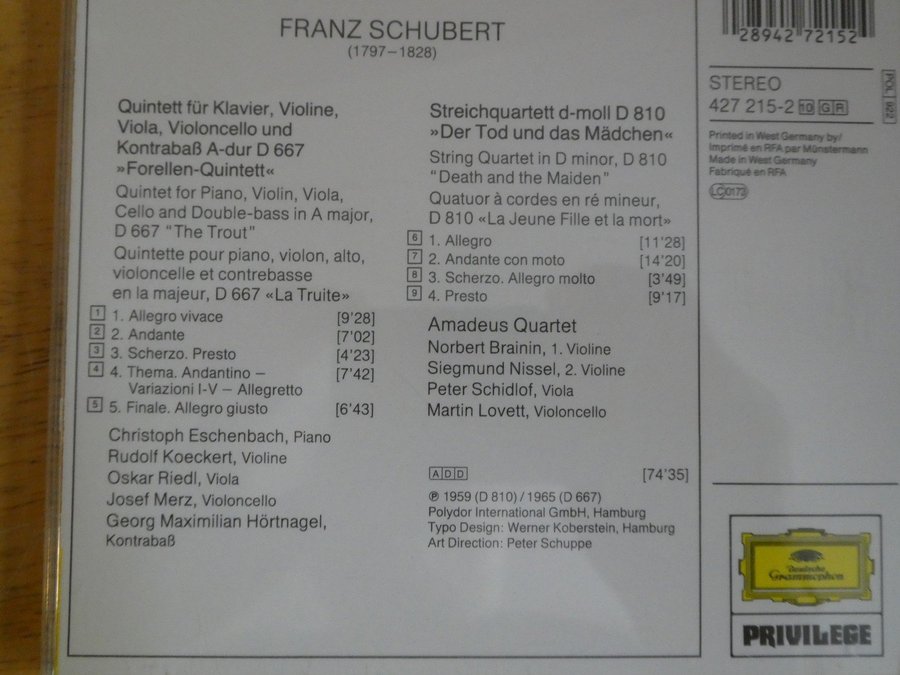 FRANZ SCHUBERT
(1797–1828)
Quintett für Klavier, Violine,
Viola, Violoncello und
Kontrabaß A-dur D 667
»Forellen-Quintett«
Quintet for Piano, Violin, Viola,
Cello and Double-bass in A major,
D 667 "The Trout"
Quintette pour piano, violon, alto,
violoncelle et contrebasse
en la majeur, D 667 «La Truite»
1 1. Allegro vivace [9'28]
2 2. Andante [7'02]
3 3. Scherzo. Presto [4'23]
4 4. Thema. Andantino – [7'42]
Variazioni I-V – Allegretto
5 5. Finale. Allegro giusto [6'43]
Christoph Eschenbach, Piano
Rudolf Koeckert, Violine
Oskar Riedl, Viola
Josef Merz, Violoncello
Georg Maximilian Hörtnagel,
Kontrabaß
Streichquartett d-moll D 810
»Der Tod und das Mädchen«
String Quartet in D minor, D 810
"Death and the Maiden"
Quatuor à cordes en ré mineur,
D 810 «La Jeune Fille et la mort»
6 1. Allegro [11'28]
7 2. Andante con moto [14'20]
8 3. Scherzo. Allegro molto [3'49]
9 4. Presto [9'17]
Amadeus Quartet
Norbert Brainin, 1. Violine
Siegmund Nissel, 2. Violine
Peter Schidlof, Viola
Martin Lovett, Violoncello
ADD [74'35]
℗ 1959 (D 810) / 1965 (D 667)
Polydor International GmbH, Hamburg
Typo Design: Werner Koberstein, Hamburg
Art Direction: Peter Schuppe
28942 72152
STEREO
427 215-2 10 G R
POL 922
Printed in West Germany by/
Imprimé en RFA par Münstermann
Made in West Germany
Fabriqué en RFA
LC 0173
Deutsche
Grammophon
PRIVILEGE